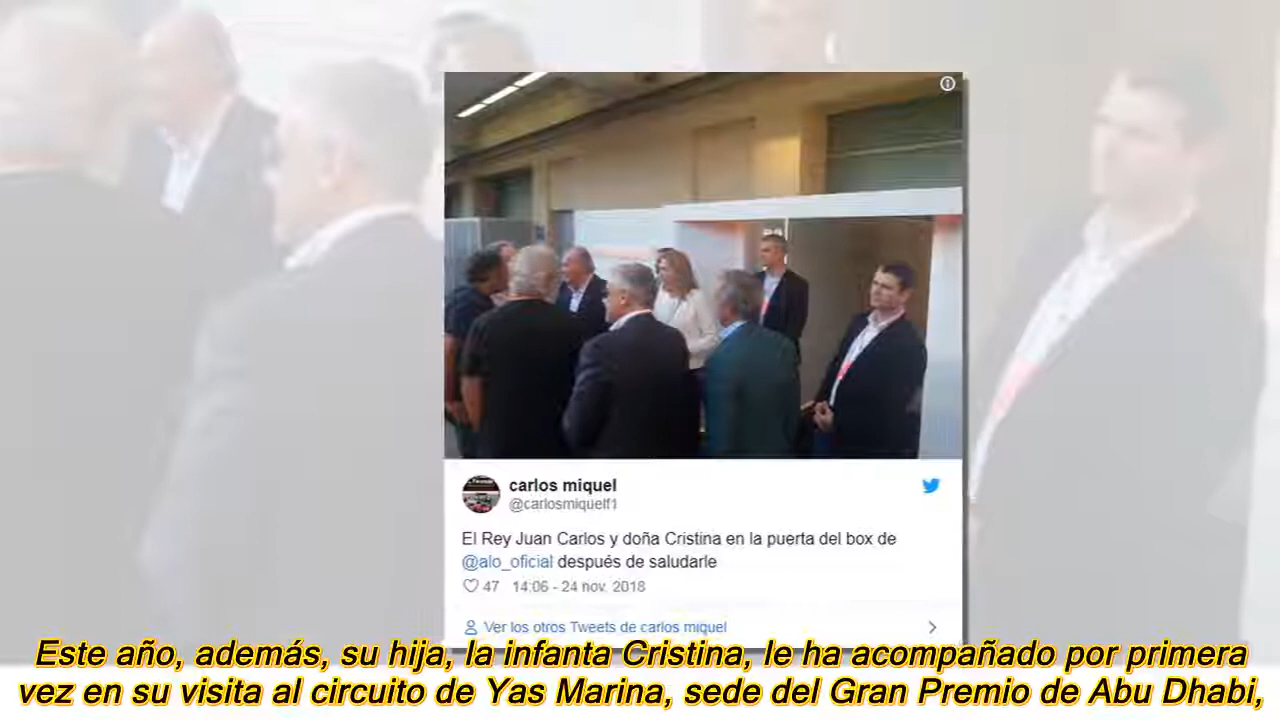 carlos miquel
@carlosmiquelf1
El Rey Juan Carlos y doña Cristina en la puerta del box de
@alo_oficial después de saludarle
47 14:06 - 24 nov. 2018
Ver los otros Tweets de carlos miquel
Este año, además, su hija, la infanta Cristina, le ha acompañado por primera
vez en su visita al circuito de Yas Marina, sede del Gran Premio de Abu Dhabi,